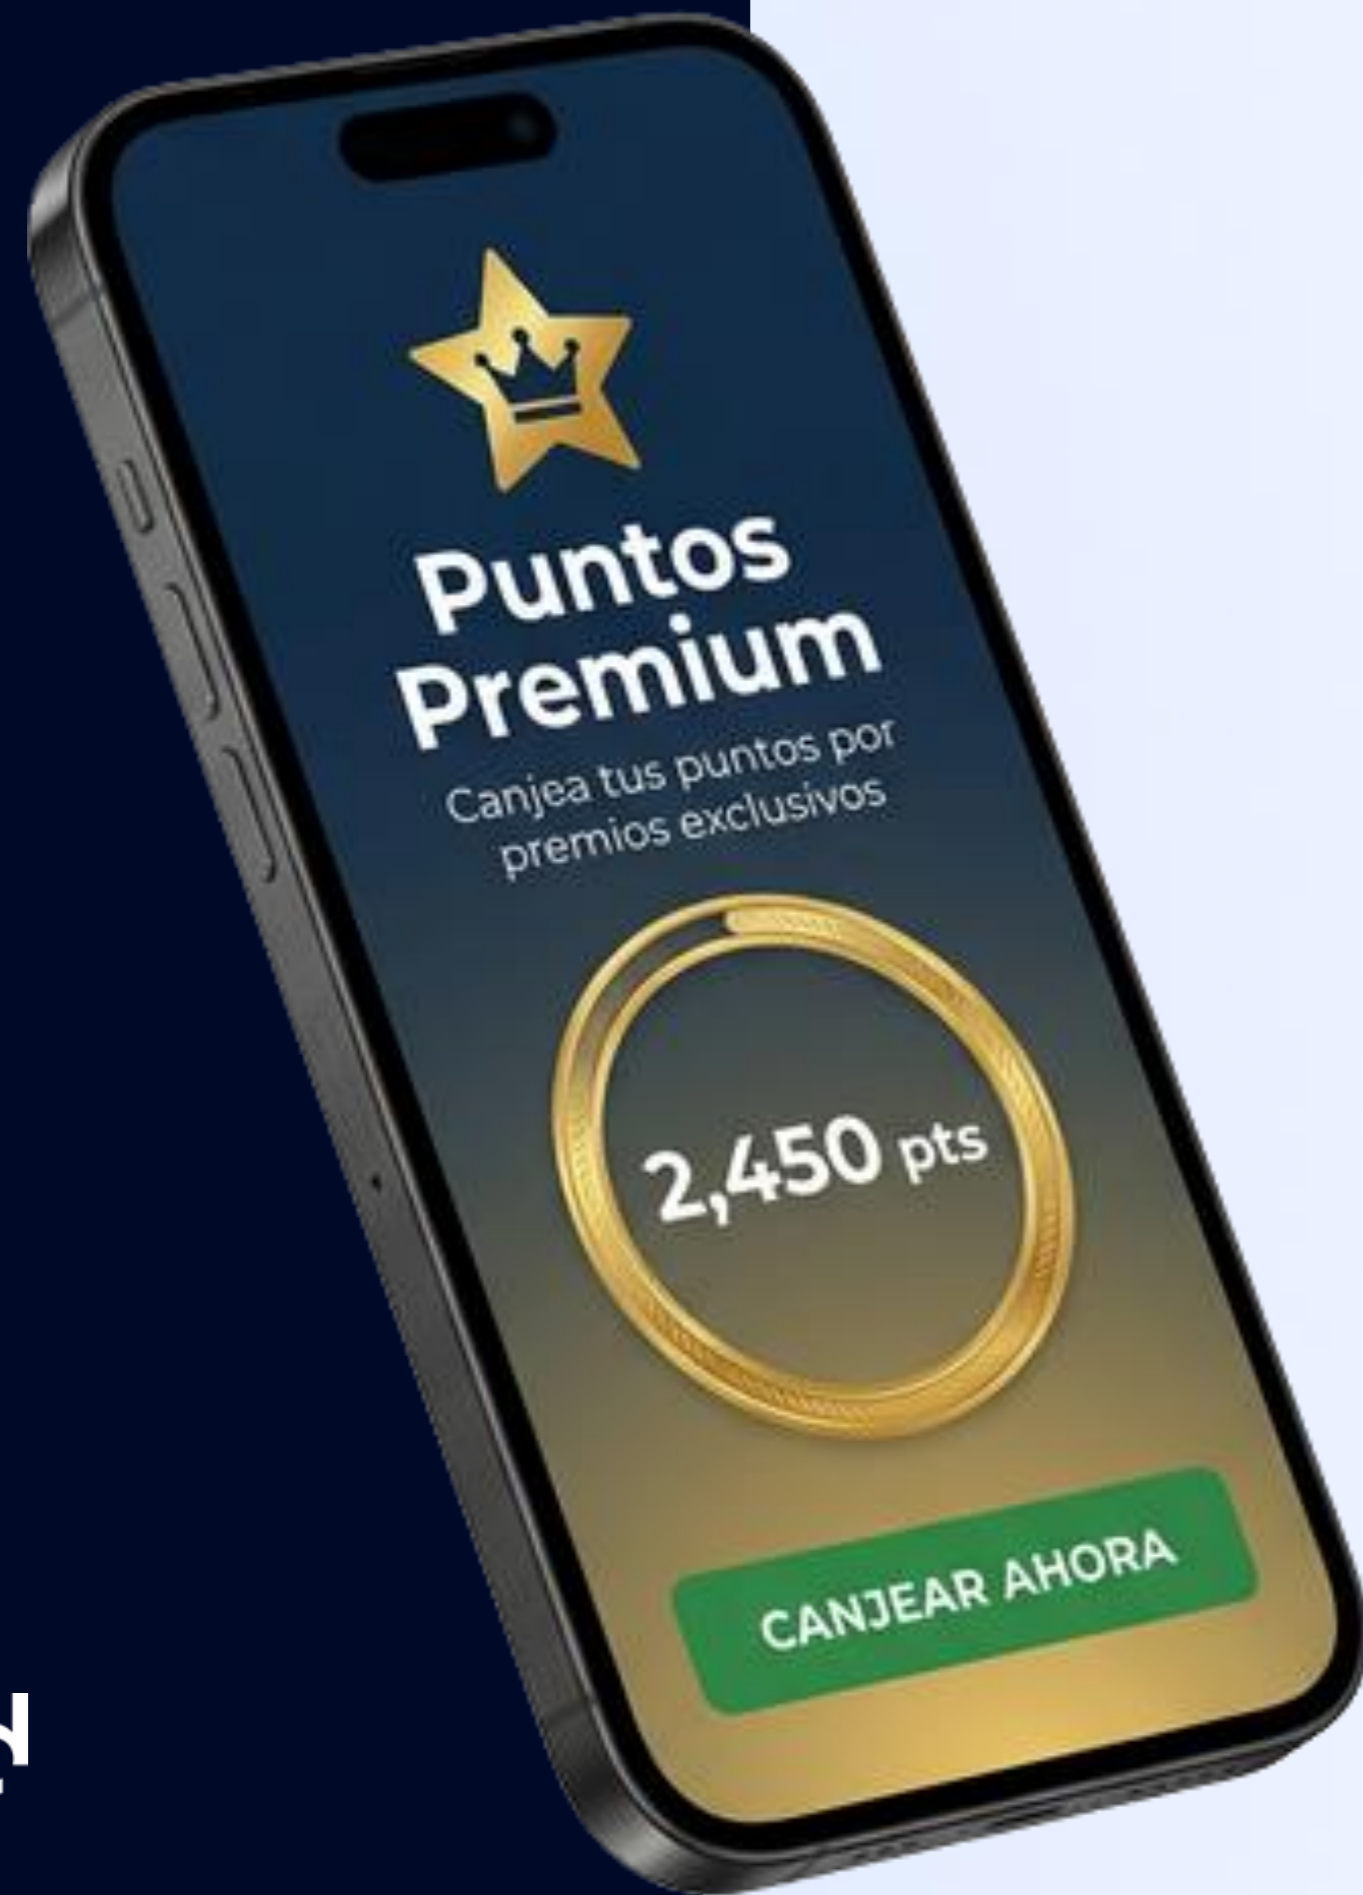 Puntos
Premium
Canjea tus puntos por
premios exclusivos
2,450 pts
CANJEAR AHORA